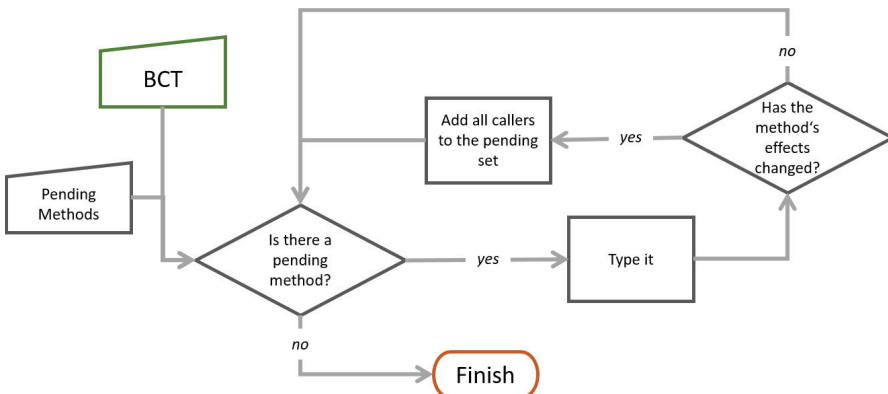 no
BCT
Has the
method's
effects
changed?
Add all callers
to the pending
set
yes
Pending
Methods
Is there a
pending
method?
yes
Type it
no
Finish